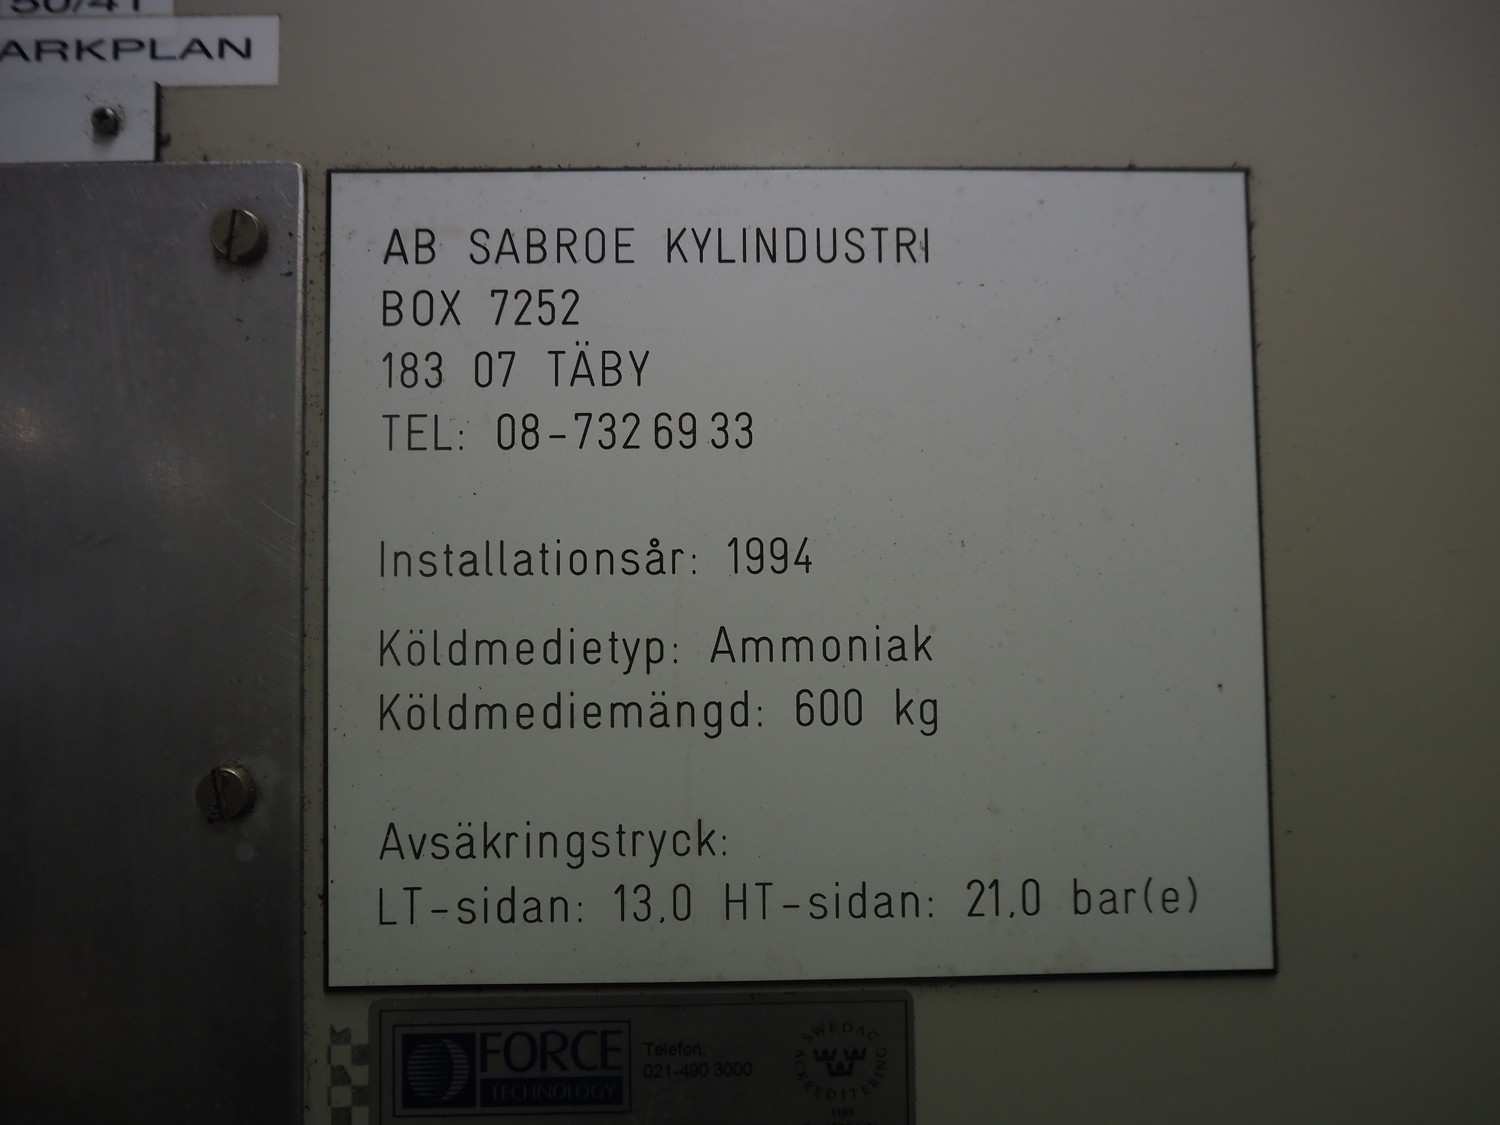 ARKPLAN
AB SABROE KYLINDUSTRI
BOX 7252
183 07 TÄBY
TEL: 08-732 69 33
Installationsår: 1994
Köldmedietyp: Ammoniak
Köldmediemängd: 600 kg
Avsäkringstryck:
LT-sidan: 13,0 HT-sidan: 21,0 bar(e)
FORCE
TECHNOLOGY
Telefon:
021-490 3000
SWEDAC
ACKREDITERING